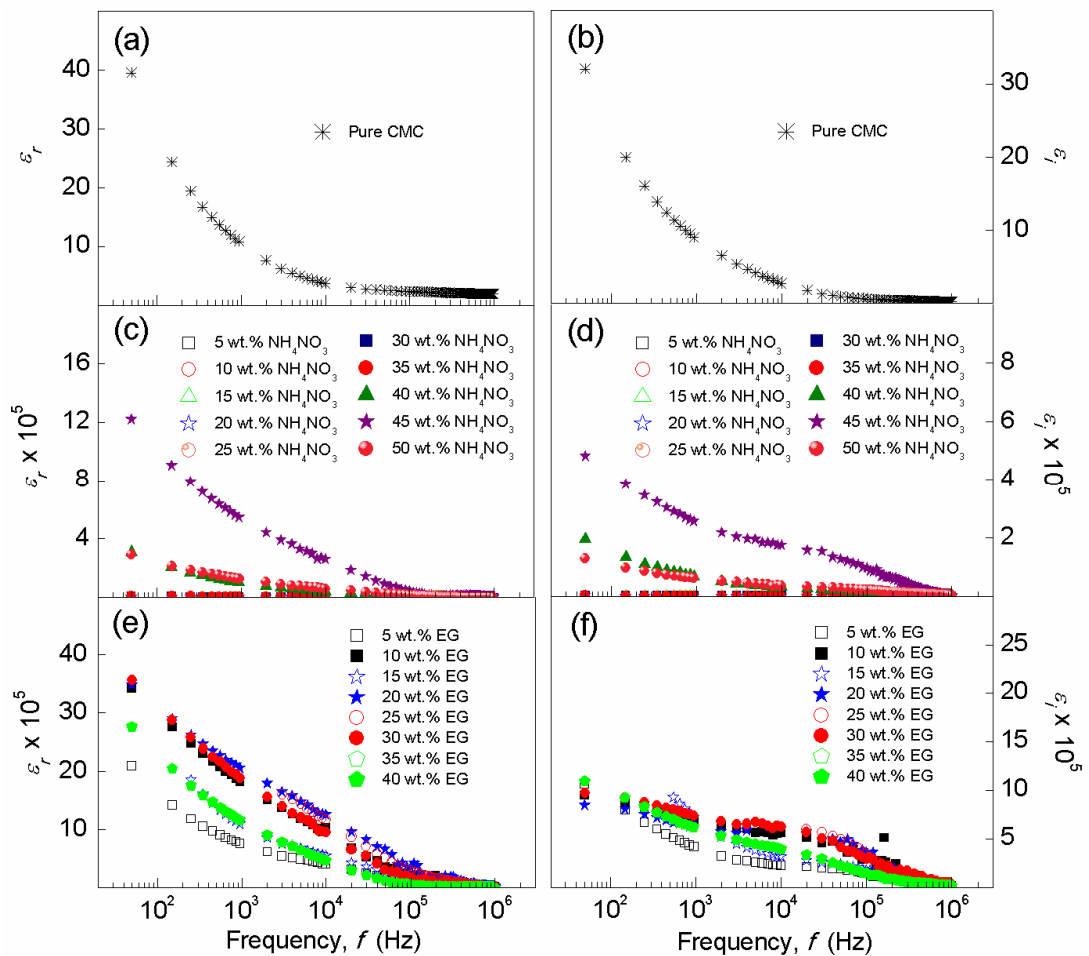 (a)
40
30
20
10
εr
Pure CMC
(b)
30
20
10
εi
Pure CMC
(c)
16
12
8
4
εr x 10^5
5 wt.% NH4NO3
10 wt.% NH4NO3
15 wt.% NH4NO3
20 wt.% NH4NO3
25 wt.% NH4NO3
30 wt.% NH4NO3
35 wt.% NH4NO3
40 wt.% NH4NO3
45 wt.% NH4NO3
50 wt.% NH4NO3
(d)
8
6
4
2
εi x 10^5
5 wt.% NH4NO3
10 wt.% NH4NO3
15 wt.% NH4NO3
20 wt.% NH4NO3
25 wt.% NH4NO3
30 wt.% NH4NO3
35 wt.% NH4NO3
40 wt.% NH4NO3
45 wt.% NH4NO3
50 wt.% NH4NO3
(e)
40
30
20
10
εr x 10^5
5 wt.% EG
10 wt.% EG
15 wt.% EG
20 wt.% EG
25 wt.% EG
30 wt.% EG
35 wt.% EG
40 wt.% EG
10^2 10^3 10^4 10^5 10^6
Frequency, f (Hz)
(f)
25
20
15
10
5
εi x 10^5
5 wt.% EG
10 wt.% EG
15 wt.% EG
20 wt.% EG
25 wt.% EG
30 wt.% EG
35 wt.% EG
40 wt.% EG
10^2 10^3 10^4 10^5 10^6
Frequency, f (Hz)